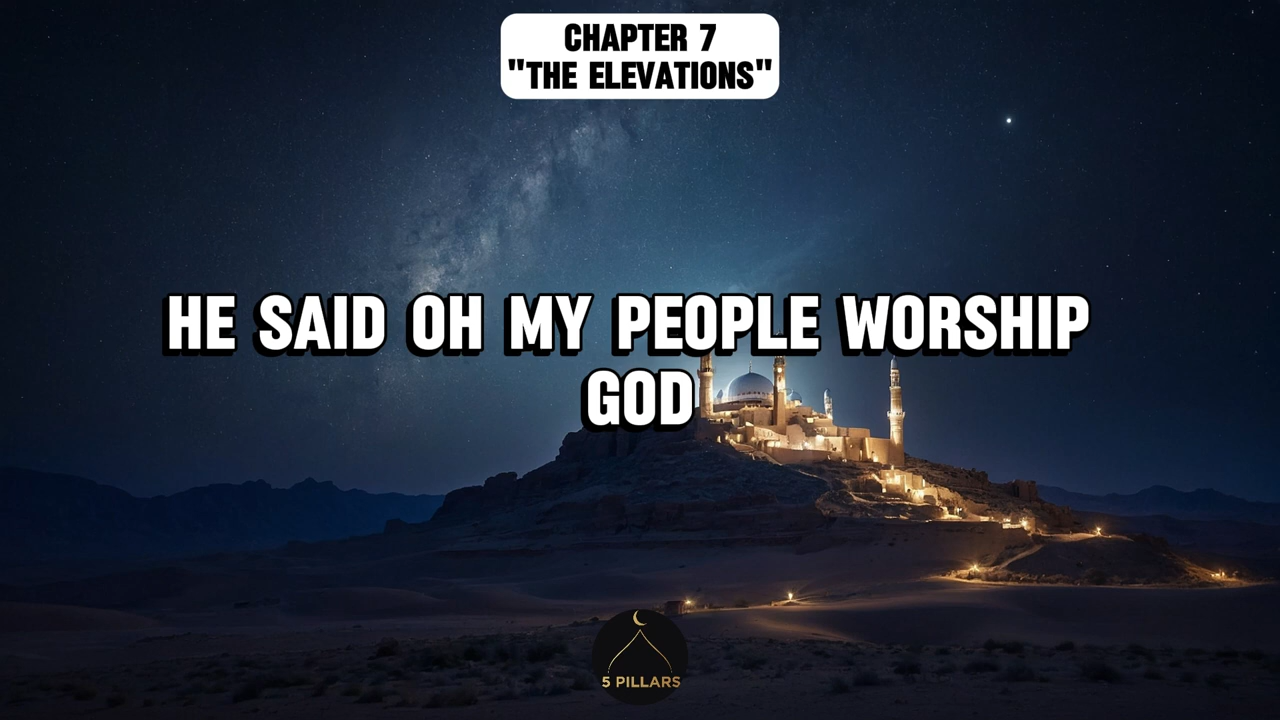 CHAPTER 7
"THE ELEVATIONS"
HE SAID OH MY PEOPLE WORSHIP
GOD
5 PILLARS